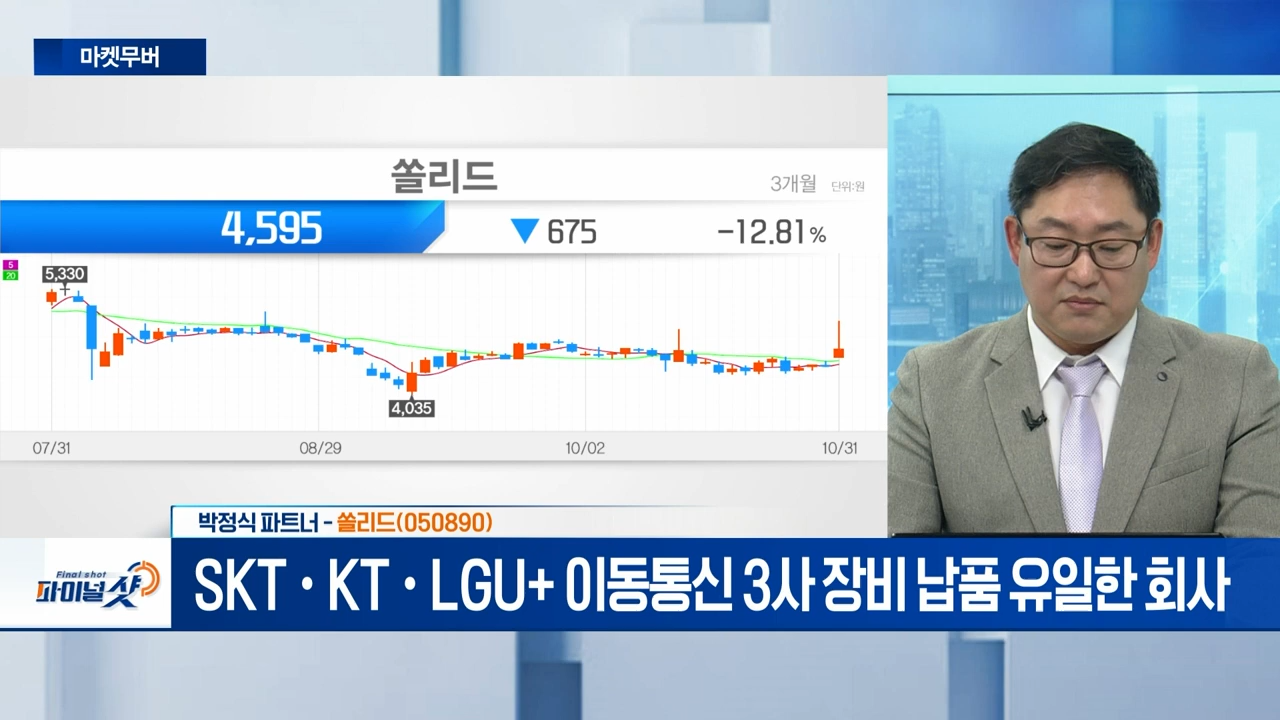 마켓무버
쏠리드
3개월 단위:원
4,595 ▼ 675 -12.81%
5
20
5,330
4,035
07/31 08/29 10/02 10/31
박정식 파트너 - 쏠리드(050890)
Final shot
파이널샷
SKT·KT·LGU+ 이동통신 3사 장비 납품 유일한 회사